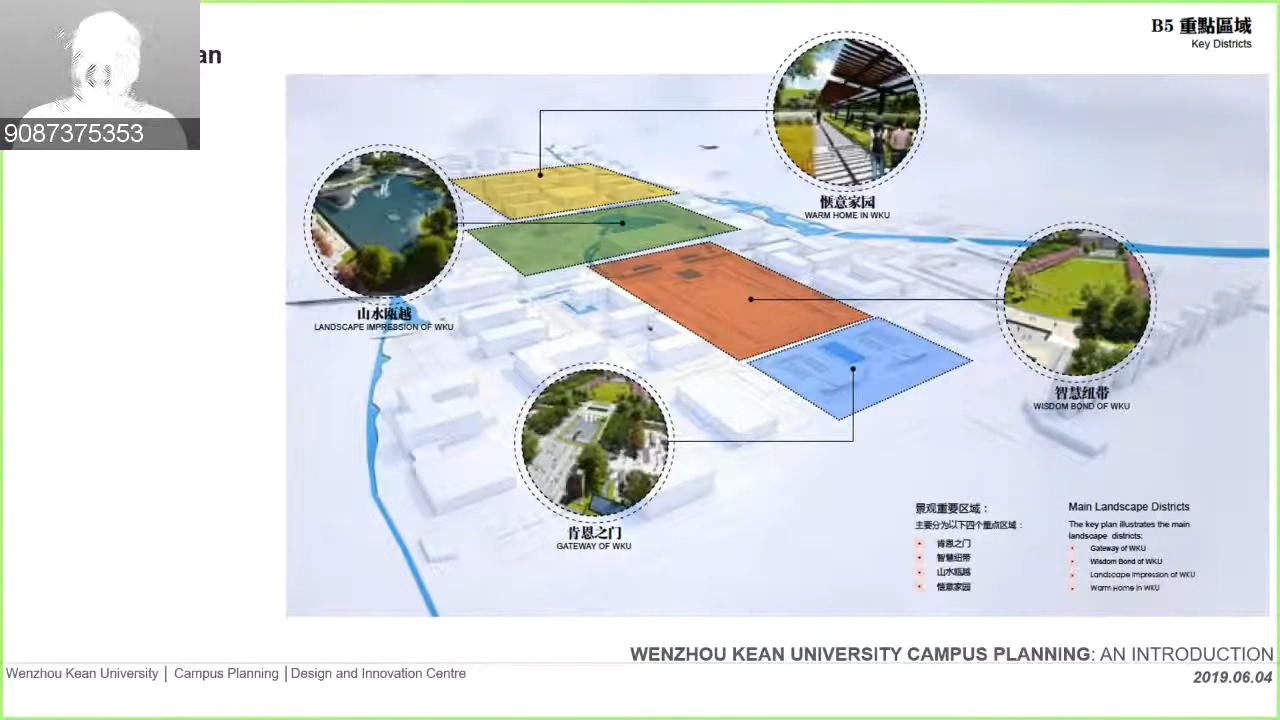 B5 重點區域
Key Districts
an
9087375353
惬意家园
WARM HOME IN WKU
山水瓯越
LANDSCAPE IMPRESSION OF WKU
智慧纽带
WISDOM BOND OF WKU
肯恩之门
GATEWAY OF WKU
景观重要区域：
主要分为以下四个重点区域：
肯恩之门
智慧纽带
山水瓯越
惬意家园
Main Landscape Districts
The key plan illustrates the main
landscape districts:
Gateway of WKU
Wisdom Bond of WKU
Landscape Impression of WKU
Warm Home in WKU
WENZHOU KEAN UNIVERSITY CAMPUS PLANNING: AN INTRODUCTION
2019.06.04
Wenzhou Kean University | Campus Planning | Design and Innovation Centre